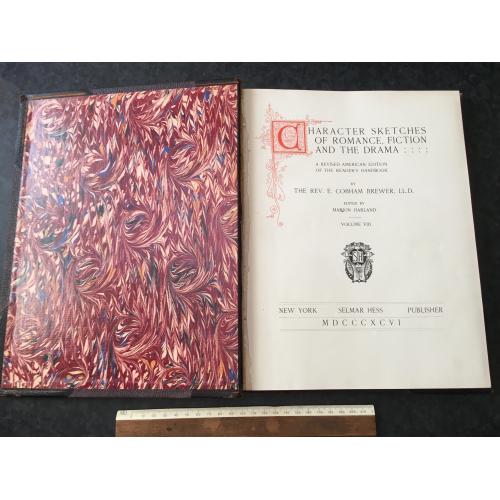 CHARACTER SKETCHES
OF ROMANCE, FICTION
AND THE DRAMA : : : :
A REVISED AMERICAN EDITION
OF THE READER'S HANDBOOK
BY
THE REV. E. COBHAM BREWER, LL.D.
EDITED BY
MARION HARLAND
VOLUME VIII
NEW YORK SELMAR HESS PUBLISHER
MDCCCXCVI